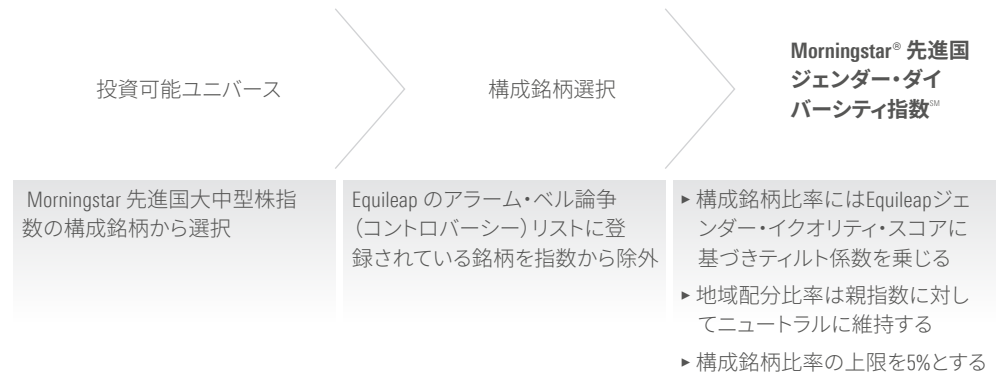 投資可能ユニバース
構成銘柄選択
Morningstar® 先進国
ジェンダー・ダイ
バーシティ指数℠
Morningstar 先進国大中型株指
数の構成銘柄から選択
Equileap のアラーム・ベル論争
（コントロバーシー）リストに登
録されている銘柄を指数から除外
▸ 構成銘柄比率にはEquileapジェ
ンダー・イクオリティ・スコアに
基づきティルト係数を乗じる
▸ 地域配分比率は親指数に対し
てニュートラルに維持する
▸ 構成銘柄比率の上限を5%とする